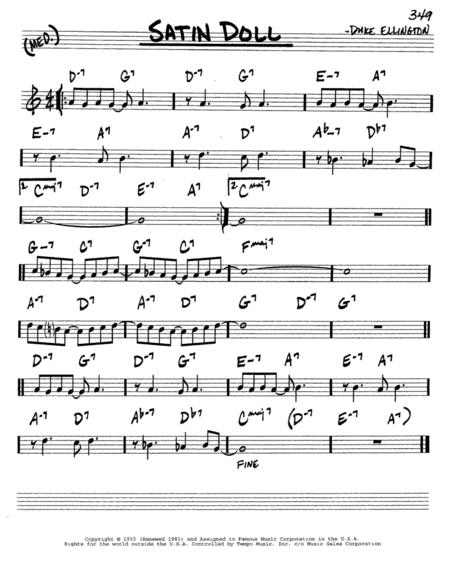 349
(MED.) SATIN DOLL -DUKE ELLINGTON
D-7 G7 D-7 G7 E-7 A7
E-7 A7 D-7 D7 Ab-7 Db7
1 Cmaj7 D-7 E-7 A7 2 Cmaj7
G-7 C7 G-7 C7 Fmaj7
A-7 D7 A-7 D7 G7 D-7 G7
D-7 G7 D-7 G7 E-7 A7 E-7 A7
A-7 D7 Ab-7 Db7 Cmaj7 (D-7 E-7 A7)
FINE
Copyright © 1953 (Renewed 1981) and Assigned to Famous Music Corporation in the U.S.A.
Rights for the world outside the U.S.A. Controlled by Tempo Music, Inc. c/o Music Sales Corporation